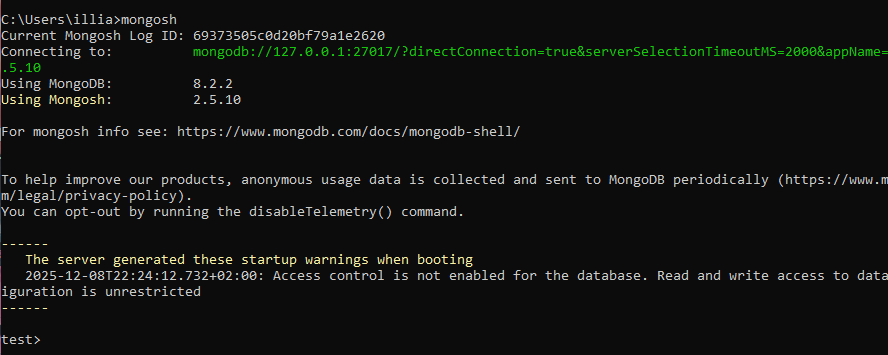 C:\Users\illia>mongosh
Current Mongosh Log ID: 69373505c0d20bf79a1e2620
Connecting to:          mongodb://127.0.0.1:27017/?directConnection=true&serverSelectionTimeoutMS=2000&appName=
.5.10
Using MongoDB:          8.2.2
Using Mongosh:          2.5.10
For mongosh info see: https://www.mongodb.com/docs/mongodb-shell/
To help improve our products, anonymous usage data is collected and sent to MongoDB periodically (https://www.m
m/legal/privacy-policy).
You can opt-out by running the disableTelemetry() command.
------
   The server generated these startup warnings when booting
   2025-12-08T22:24:12.732+02:00: Access control is not enabled for the database. Read and write access to data
iguration is unrestricted
------
test>